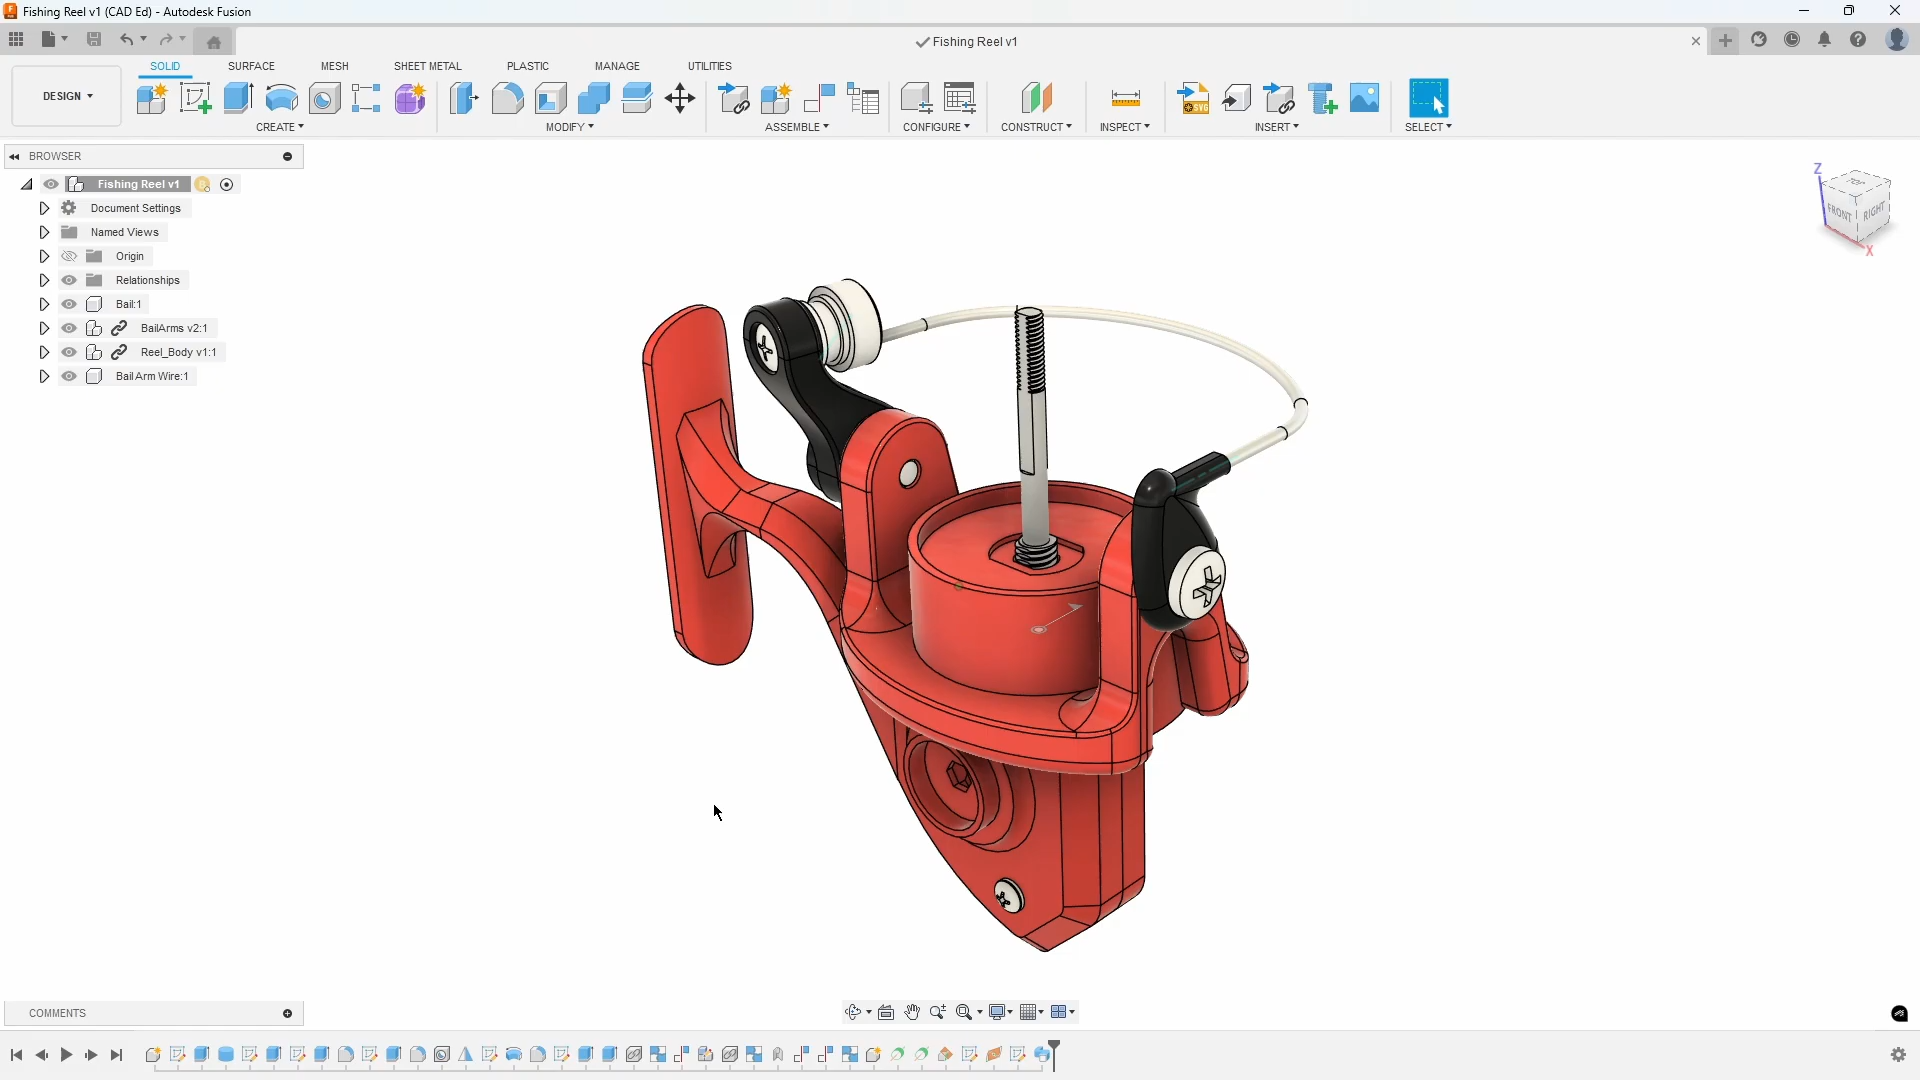 Fishing Reel v1 (CAD Ed) - Autodesk Fusion
Fishing Reel v1
SOLID SURFACE MESH SHEET METAL PLASTIC MANAGE UTILITIES
DESIGN
CREATE MODIFY ASSEMBLE CONFIGURE CONSTRUCT INSPECT INSERT SELECT
SVG
BROWSER
Fishing Reel v1
Document Settings
Named Views
Origin
Relationships
Bail:1
BailArms v2:1
Reel_Body v1:1
Bail Arm Wire:1
Z
TOP
FRONT RIGHT
X
COMMENTS